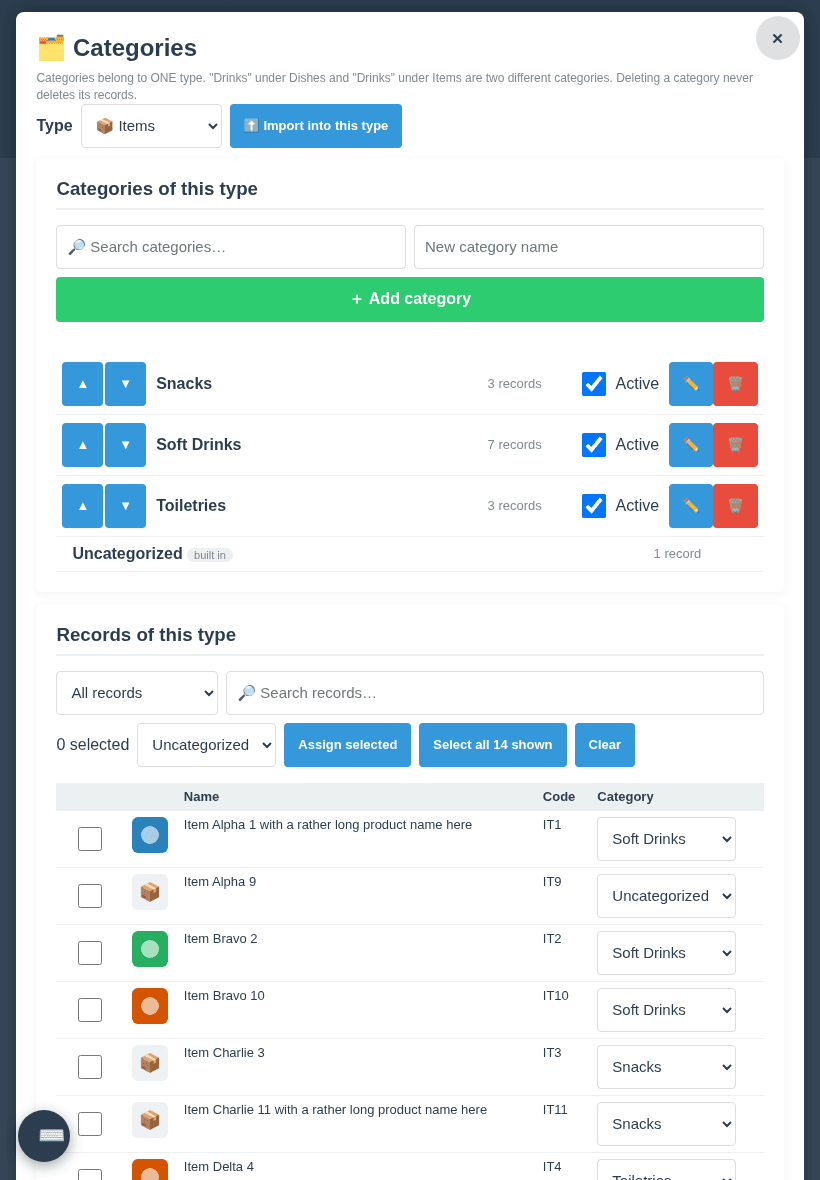 🗂️ Categories
×
Categories belong to ONE type. "Drinks" under Dishes and "Drinks" under Items are two different categories. Deleting a category never
deletes its records.
Type 📦 Items ⬆️ Import into this type
Categories of this type
🔎 Search categories… New category name
+ Add category
▲ ▼ Snacks 3 records Active ✏️ 🗑️
▲ ▼ Soft Drinks 7 records Active ✏️ 🗑️
▲ ▼ Toiletries 3 records Active ✏️ 🗑️
Uncategorized built in 1 record
Records of this type
All records 🔎 Search records…
0 selected Uncategorized Assign selected Select all 14 shown Clear
Name Code Category
Item Alpha 1 with a rather long product name here IT1 Soft Drinks
Item Alpha 9 IT9 Uncategorized
Item Bravo 2 IT2 Soft Drinks
Item Bravo 10 IT10 Soft Drinks
Item Charlie 3 IT3 Snacks
Item Charlie 11 with a rather long product name here IT11 Snacks
Item Delta 4 IT4 Toiletries